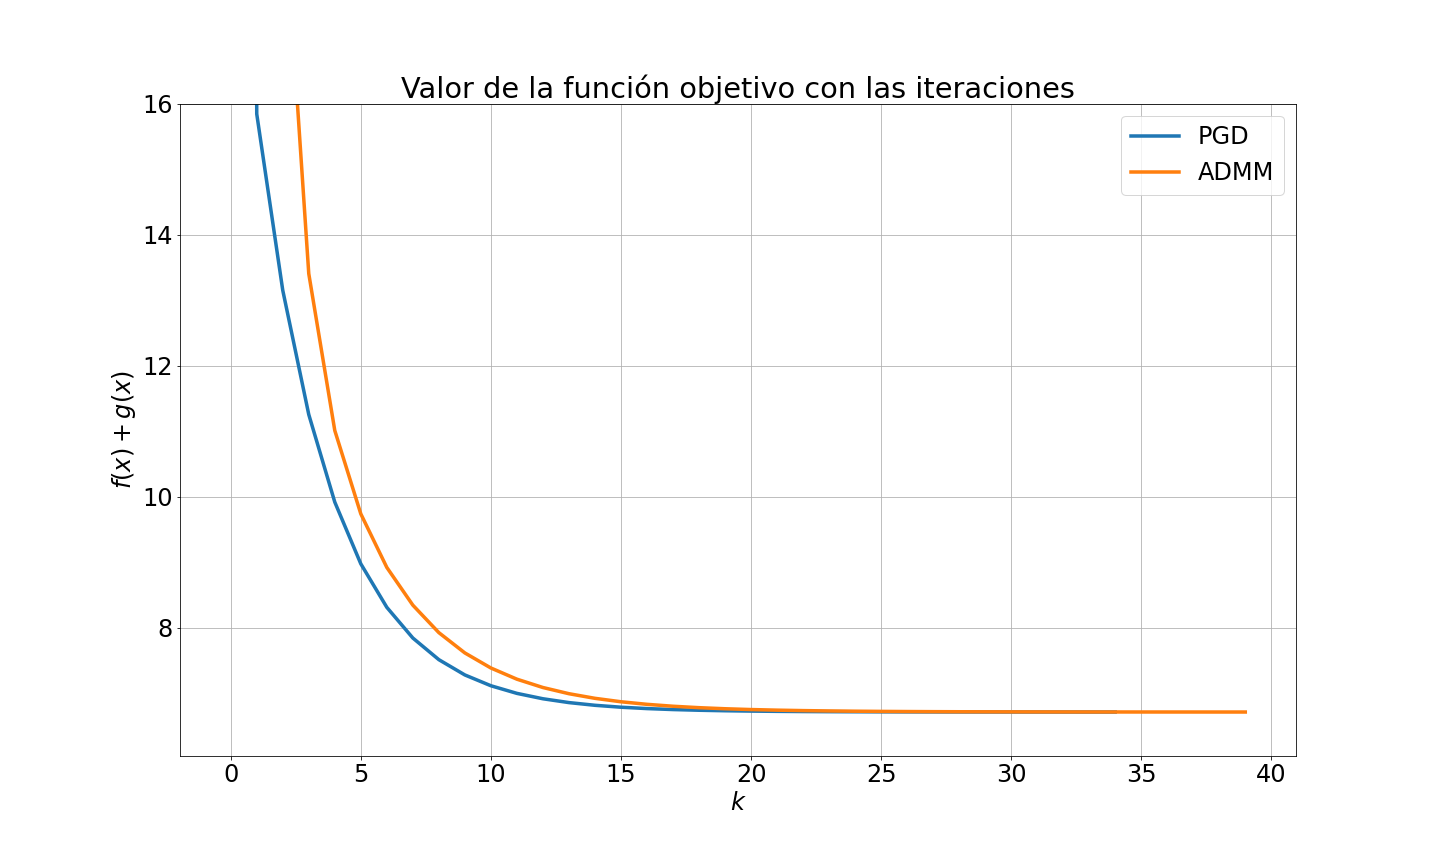 Valor de la función objetivo con las iteraciones
16
14
12
10
8
f(x) + g(x)
PGD
ADMM
0 5 10 15 20 25 30 35 40
k